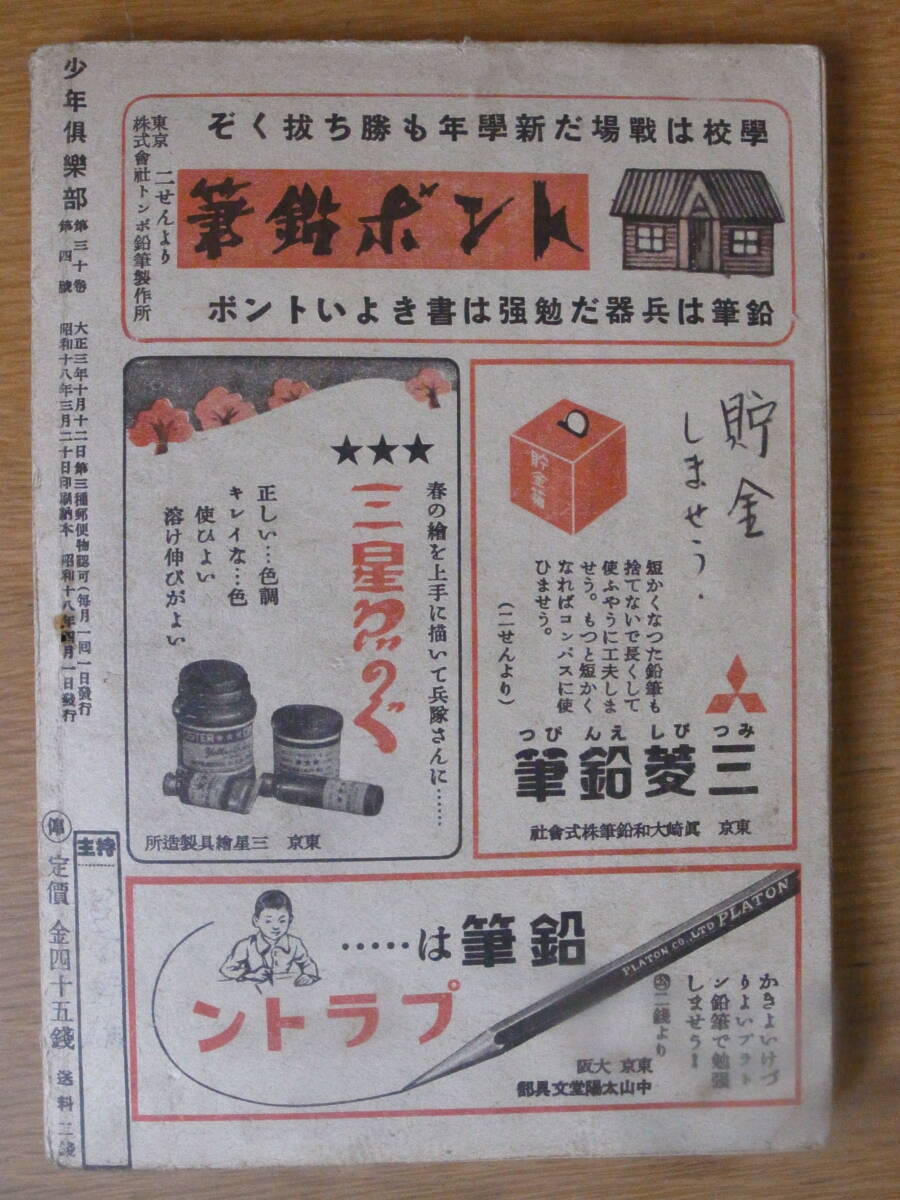 少年俱樂部 第三十卷 第四號
大正三年十月十二日第三種郵便物認可(每月一回一日發行)
昭和十八年三月二十日印刷納本 昭和十八年四月一日發行
定價 金四十五錢 送料二錢
持主
學校は戰場だ新學年も勝ち拔くぞ
トンボ鉛筆
二せんより
東京
株式會社トンボ鉛筆製作所
鉛筆は兵器だ勉强は書きよいトンボ
貯金
しませう.
貯金箱
短かくなつた鉛筆も
捨てないで長くして
使ふやうに工夫しま
せう。もつと短かく
なればコンパスに使
ひませう。
(二せんより)
みつ びし えん ぴつ
三菱鉛筆
東京 眞崎大和鉛筆株式會社
春の繪を上手に描いて兵隊さんに……
★★★
三星ゑのぐ
正しい…色調
キレイな…色
使ひよい
溶け伸びがよい
東京 三星繪具製造所
鉛筆は……
プラトン
PLATON CO.,LTD PLATON
かきよいけづ
りよいプラト
ン鉛筆で勉强
しませう!
二錢より
東京 大阪
中山太陽堂文具部